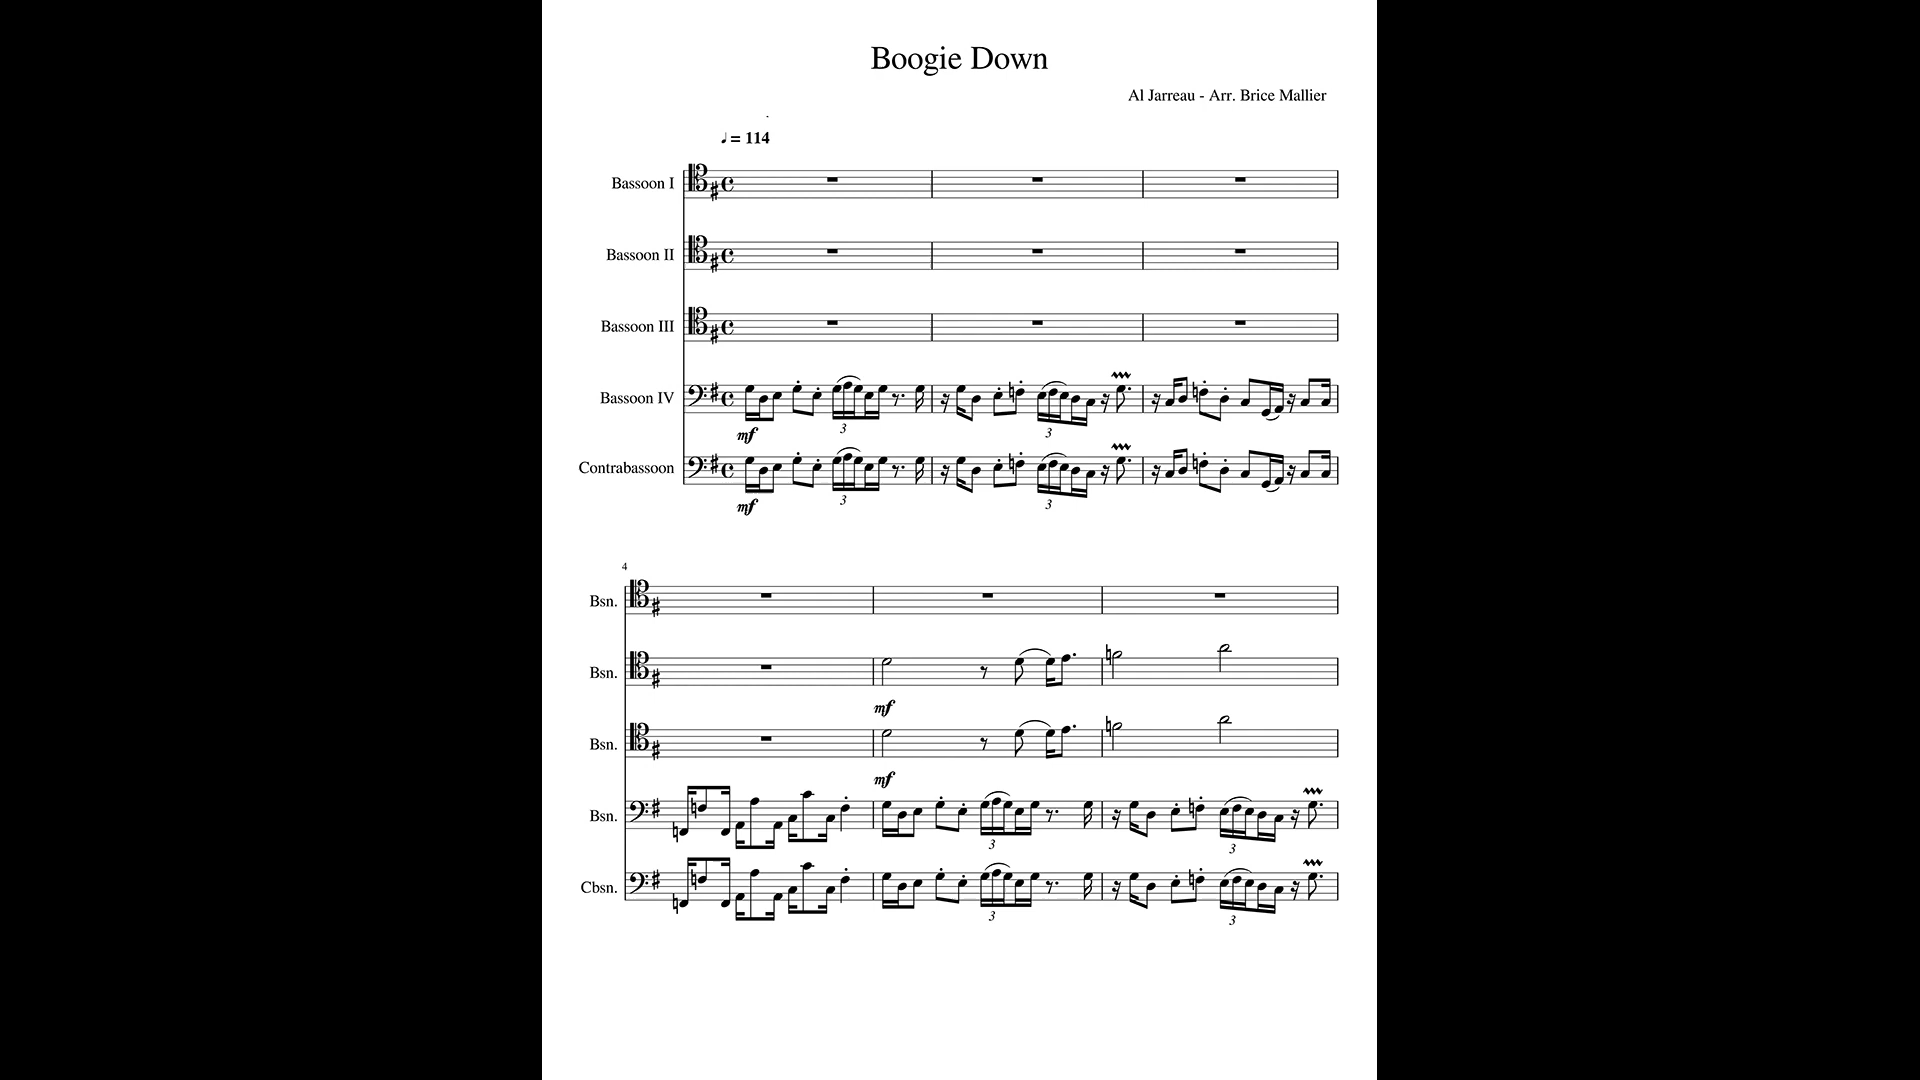 Boogie Down
Al Jarreau - Arr. Brice Mallier
♩ = 114
Bassoon I
Bassoon II
Bassoon III
Bassoon IV
mf
3
3
Contrabassoon
mf
3
3
4
Bsn.
Bsn.
mf
Bsn.
mf
Bsn.
3
3
Cbsn.
3
3